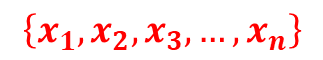 {x₁, x₂, x₃, ..., xₙ}